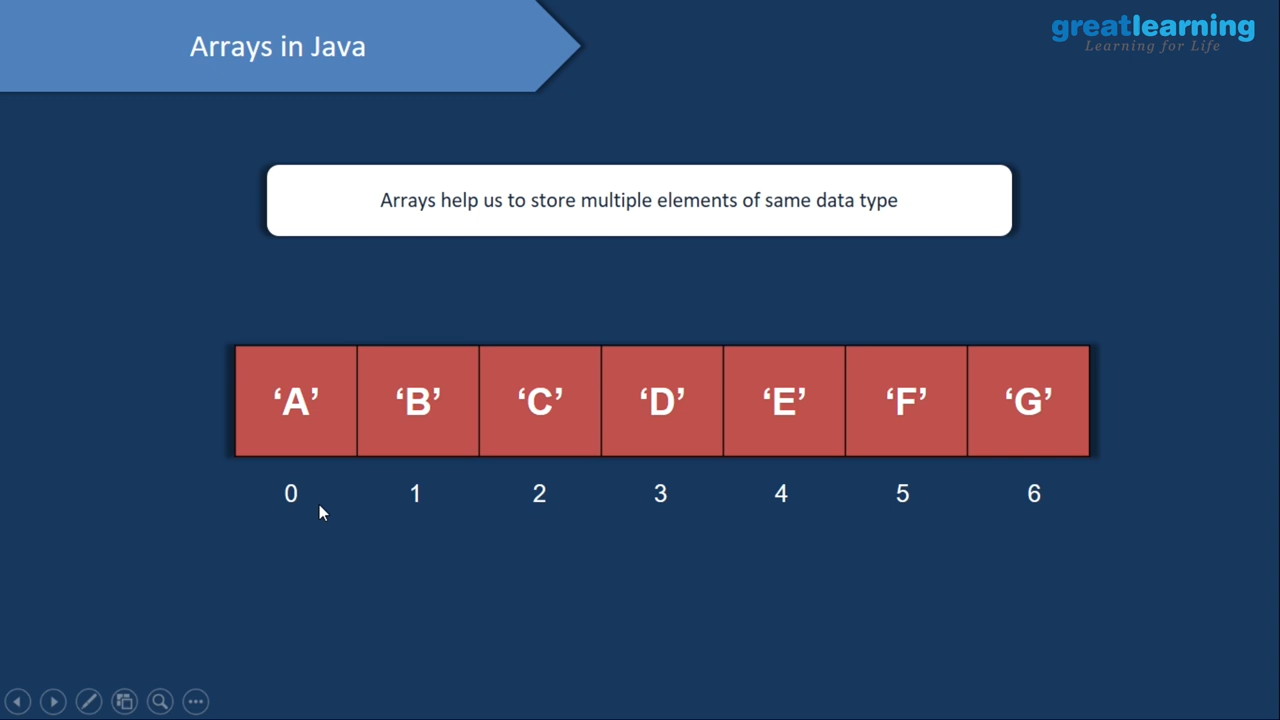 Arrays in Java
greatlearning
Learning for Life
Arrays help us to store multiple elements of same data type
‘A’ ‘B’ ‘C’ ‘D’ ‘E’ ‘F’ ‘G’
0 1 2 3 4 5 6